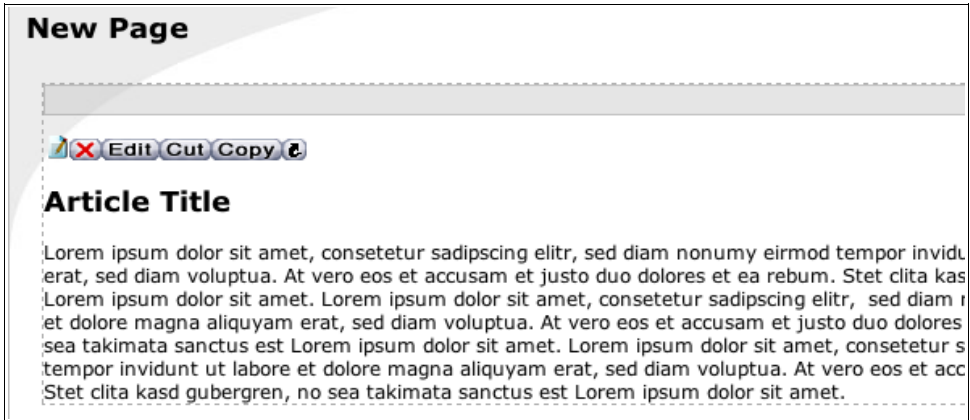 New Page
Edit Cut Copy
Article Title
Lorem ipsum dolor sit amet, consetetur sadipscing elitr, sed diam nonumy eirmod tempor invidu
erat, sed diam voluptua. At vero eos et accusam et justo duo dolores et ea rebum. Stet clita kas
Lorem ipsum dolor sit amet. Lorem ipsum dolor sit amet, consetetur sadipscing elitr, sed diam
et dolore magna aliquyam erat, sed diam voluptua. At vero eos et accusam et justo duo dolores
sea takimata sanctus est Lorem ipsum dolor sit amet. Lorem ipsum dolor sit amet, consetetur s
tempor invidunt ut labore et dolore magna aliquyam erat, sed diam voluptua. At vero eos et acc
Stet clita kasd gubergren, no sea takimata sanctus est Lorem ipsum dolor sit amet.